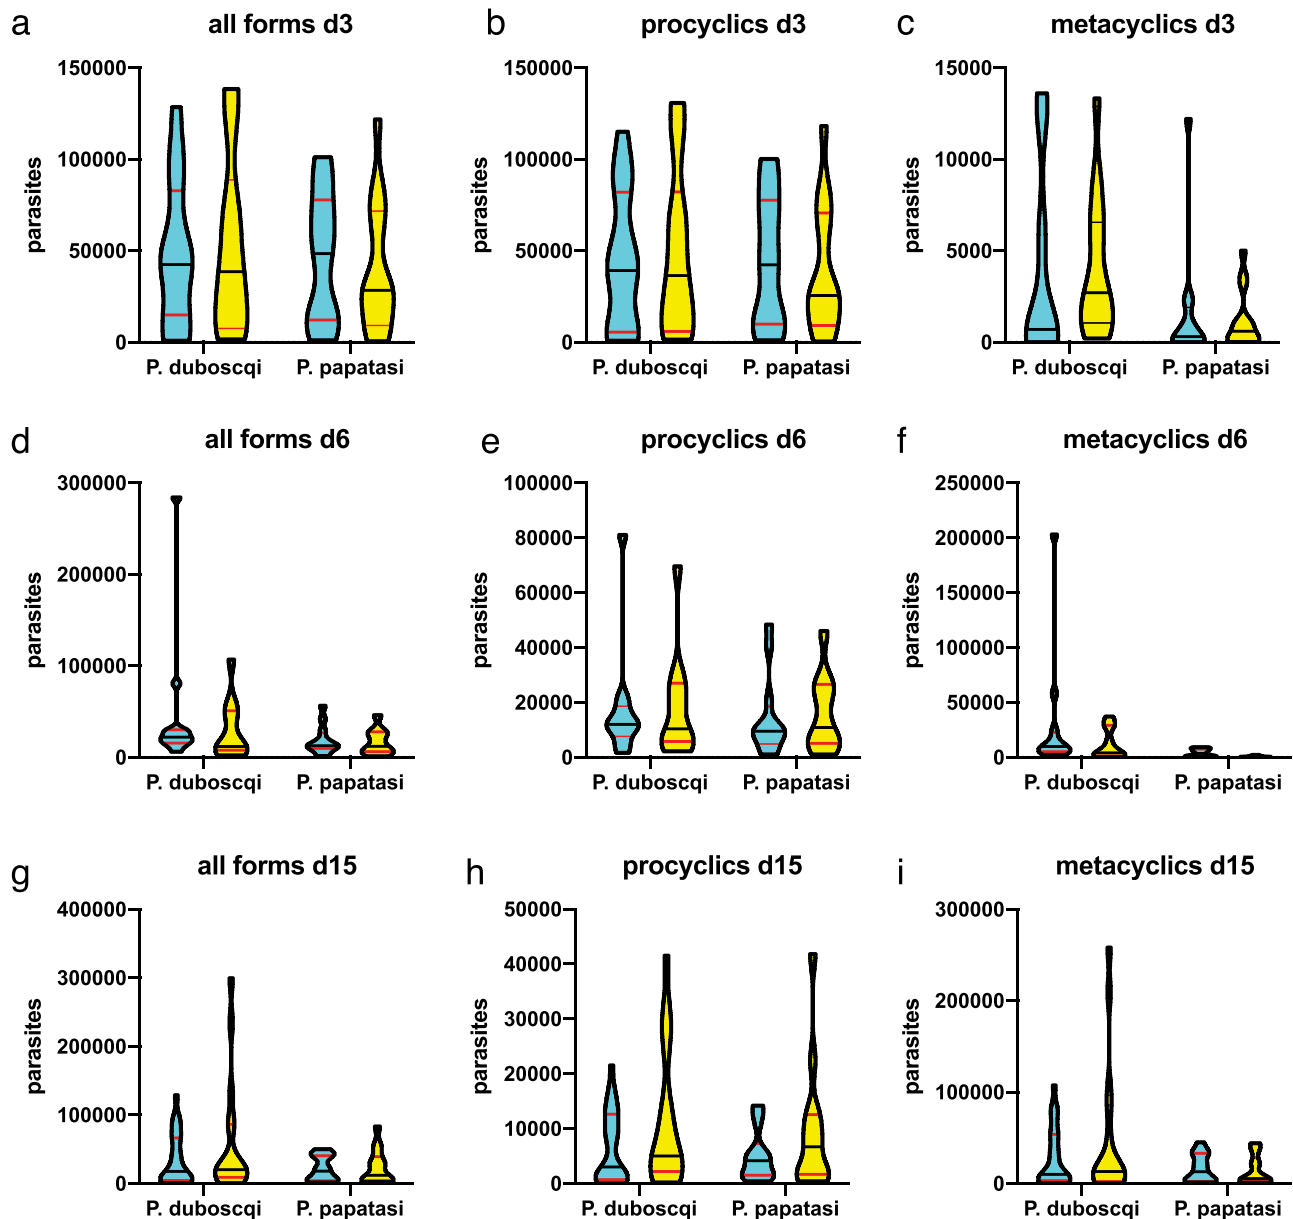 a all forms d3
parasites
150000
100000
50000
0
P. duboscqi P. papatasi
b procyclics d3
parasites
150000
100000
50000
0
P. duboscqi P. papatasi
c metacyclics d3
parasites
15000
10000
5000
0
P. duboscqi P. papatasi
d all forms d6
parasites
300000
200000
100000
0
P. duboscqi P. papatasi
e procyclics d6
parasites
100000
80000
60000
40000
20000
0
P. duboscqi P. papatasi
f metacyclics d6
parasites
250000
200000
150000
100000
50000
0
P. duboscqi P. papatasi
g all forms d15
parasites
400000
300000
200000
100000
0
P. duboscqi P. papatasi
h procyclics d15
parasites
50000
40000
30000
20000
10000
0
P. duboscqi P. papatasi
i metacyclics d15
parasites
300000
200000
100000
0
P. duboscqi P. papatasi